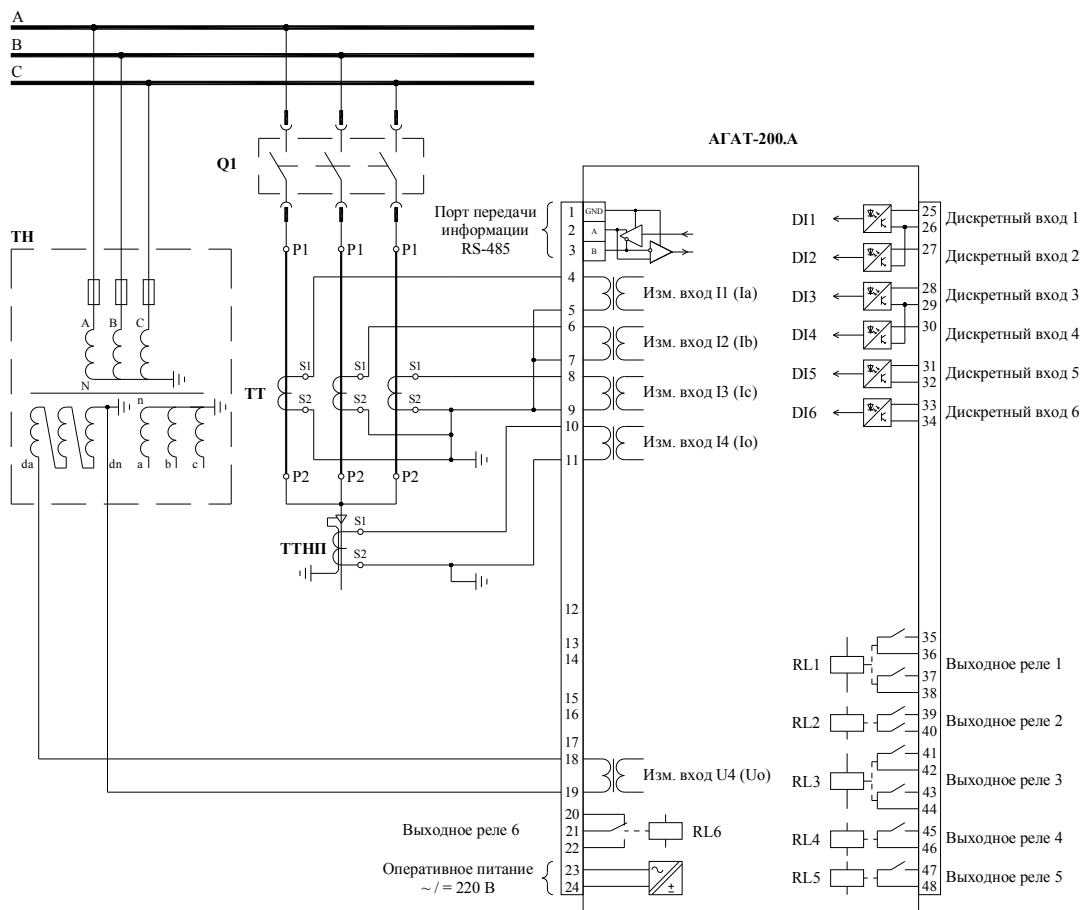 A
B
C
Q1
АГАТ-200.А
Порт передачи
информации
RS-485
1
GND
2
A
3
B
4
Изм. вход I1 (Ia)
5
6
Изм. вход I2 (Ib)
7
8
Изм. вход I3 (Ic)
9
10
Изм. вход I4 (Io)
11
12
13
14
15
16
17
18
Изм. вход U4 (Uo)
19
Выходное реле 6
20
21
22
RL6
Оперативное питание
~ / = 220 В
23
24
ТН
A
B
C
N
n
da
dn
a
b
c
P1
P1
P1
ТТ
S1
S1
S1
S2
S2
S2
P2
P2
P2
ТТНП
S1
S2
DI1
25
26
Дискретный вход 1
DI2
27
Дискретный вход 2
DI3
28
29
Дискретный вход 3
DI4
30
Дискретный вход 4
DI5
31
32
Дискретный вход 5
DI6
33
34
Дискретный вход 6
RL1
35
36
37
38
Выходное реле 1
RL2
39
40
Выходное реле 2
RL3
41
42
43
44
Выходное реле 3
RL4
45
46
Выходное реле 4
RL5
47
48
Выходное реле 5